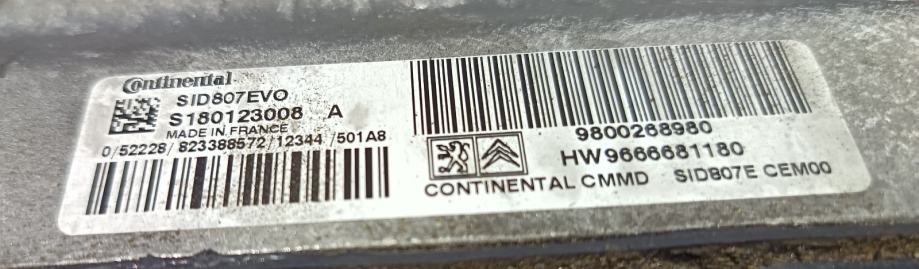 Continental
SID807EVO
S180123008 A
MADE IN FRANCE
0/52228/823388572/12344 /501A8
9800268980
HW9666681180
CONTINENTAL CMMD SID807E CEM00